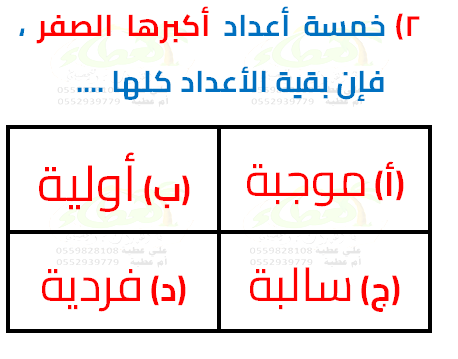 ٢) خمسة أعداد أكبرها الصفر ،
فإن بقية الأعداد كلها ....
(أ) موجبة
(ب) أولية
(ج) سالبة
(د) فردية
علي عطية 0559828108
أم عطية 0552939779